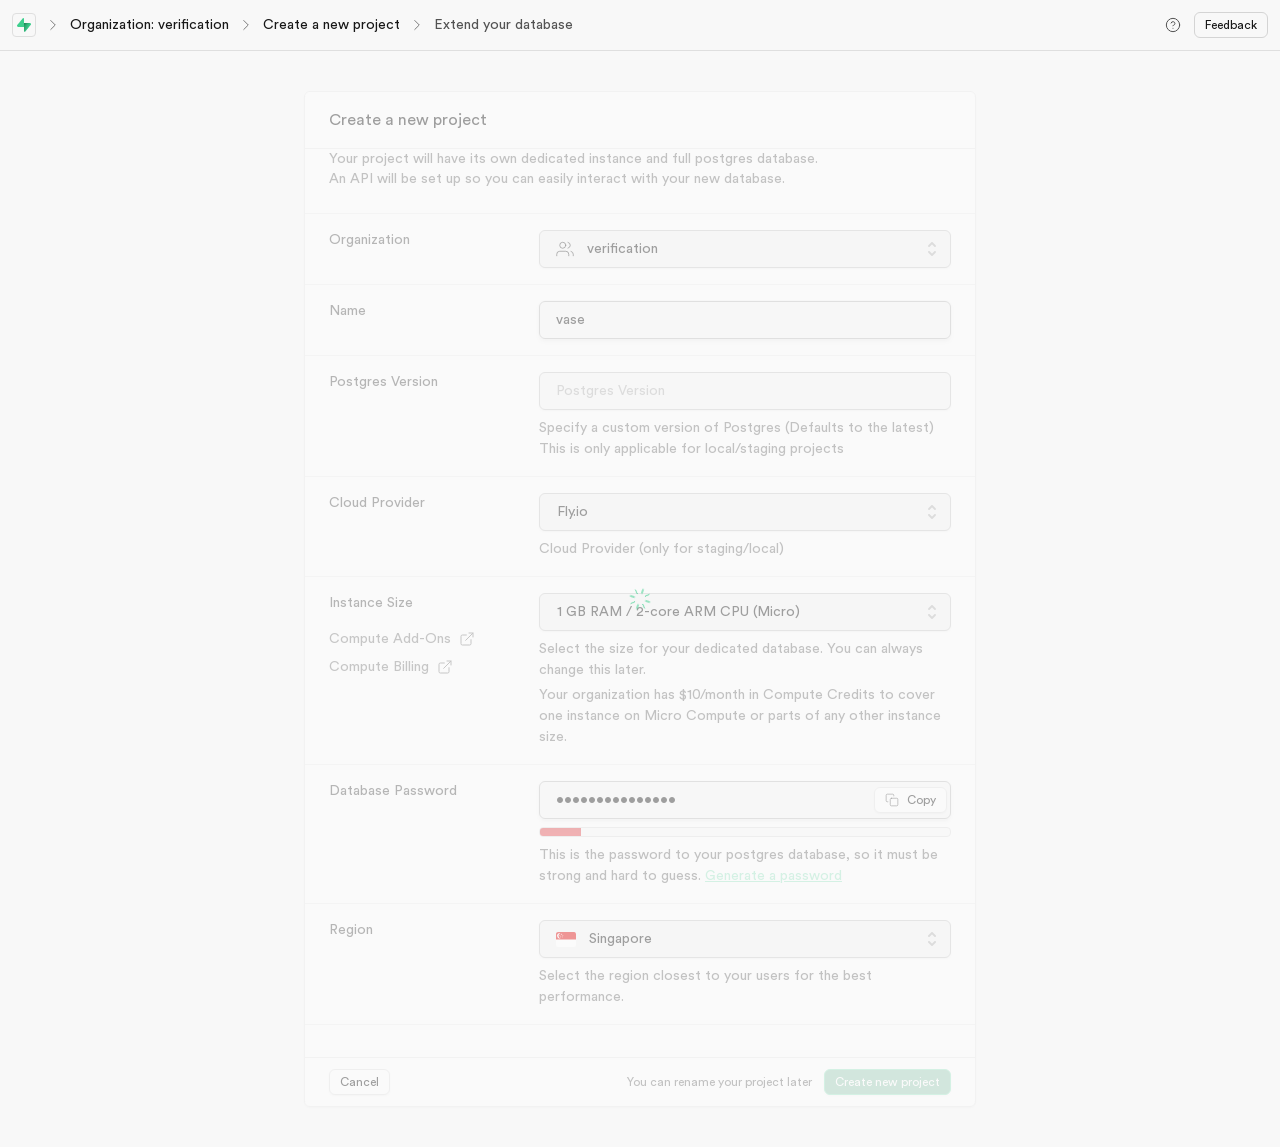 Organization: verification
Create a new project
Extend your database
Feedback
Create a new project
Your project will have its own dedicated instance and full postgres database.
An API will be set up so you can easily interact with your new database.
Organization
verification
Name
vase
Postgres Version
Postgres Version
Specify a custom version of Postgres (Defaults to the latest)
This is only applicable for local/staging projects
Cloud Provider
Fly.io
Cloud Provider (only for staging/local)
Instance Size
1 GB RAM / 2-core ARM CPU (Micro)
Compute Add-Ons
Compute Billing
Select the size for your dedicated database. You can always
change this later.
Your organization has $10/month in Compute Credits to cover
one instance on Micro Compute or parts of any other instance
size.
Database Password
•••••••••••••••
Copy
This is the password to your postgres database, so it must be
strong and hard to guess. Generate a password
Region
Singapore
Select the region closest to your users for the best
performance.
Cancel
You can rename your project later
Create new project